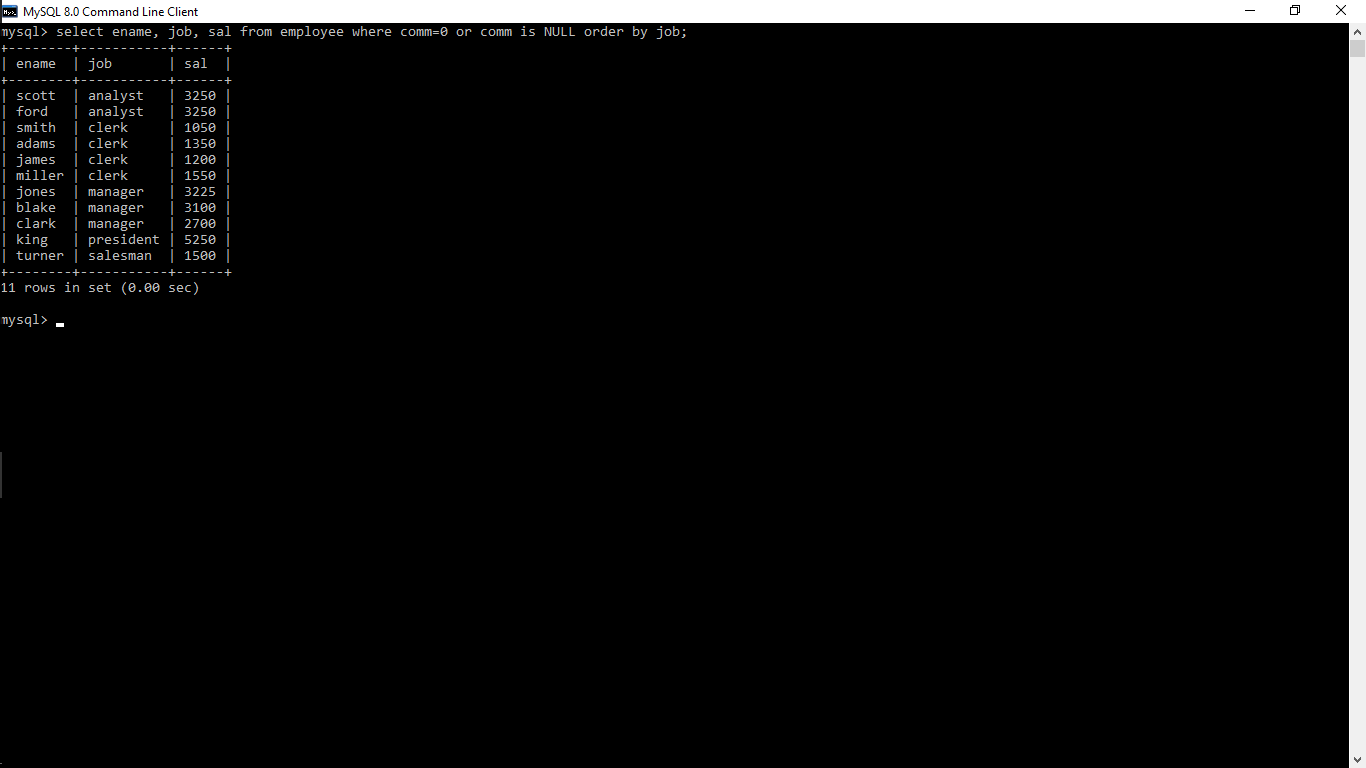 MySQL 8.0 Command Line Client
mysql> select ename, job, sal from employee where comm=0 or comm is NULL order by job;
+--------+-----------+------+
| ename  | job       | sal  |
+--------+-----------+------+
| scott  | analyst   | 3250 |
| ford   | analyst   | 3250 |
| smith  | clerk     | 1050 |
| adams  | clerk     | 1350 |
| james  | clerk     | 1200 |
| miller | clerk     | 1550 |
| jones  | manager   | 3225 |
| blake  | manager   | 3100 |
| clark  | manager   | 2700 |
| king   | president | 5250 |
| turner | salesman  | 1500 |
+--------+-----------+------+
11 rows in set (0.00 sec)
mysql>